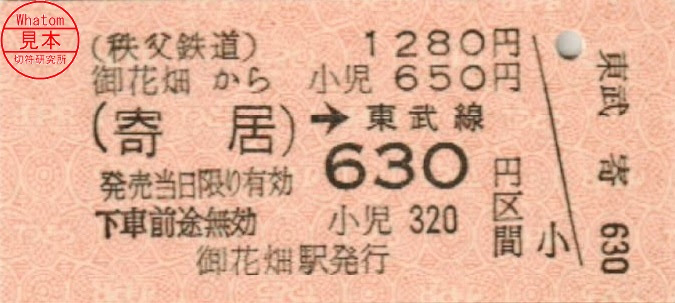 Whatom
見本
切符研究所
(秩父鉄道) 1280円
御花畑 から 小児 650円
(寄居)→東武線
630円区間
発売当日限り有効
下車前途無効 小児 320
御花畑駅発行
小
東武 寄 630